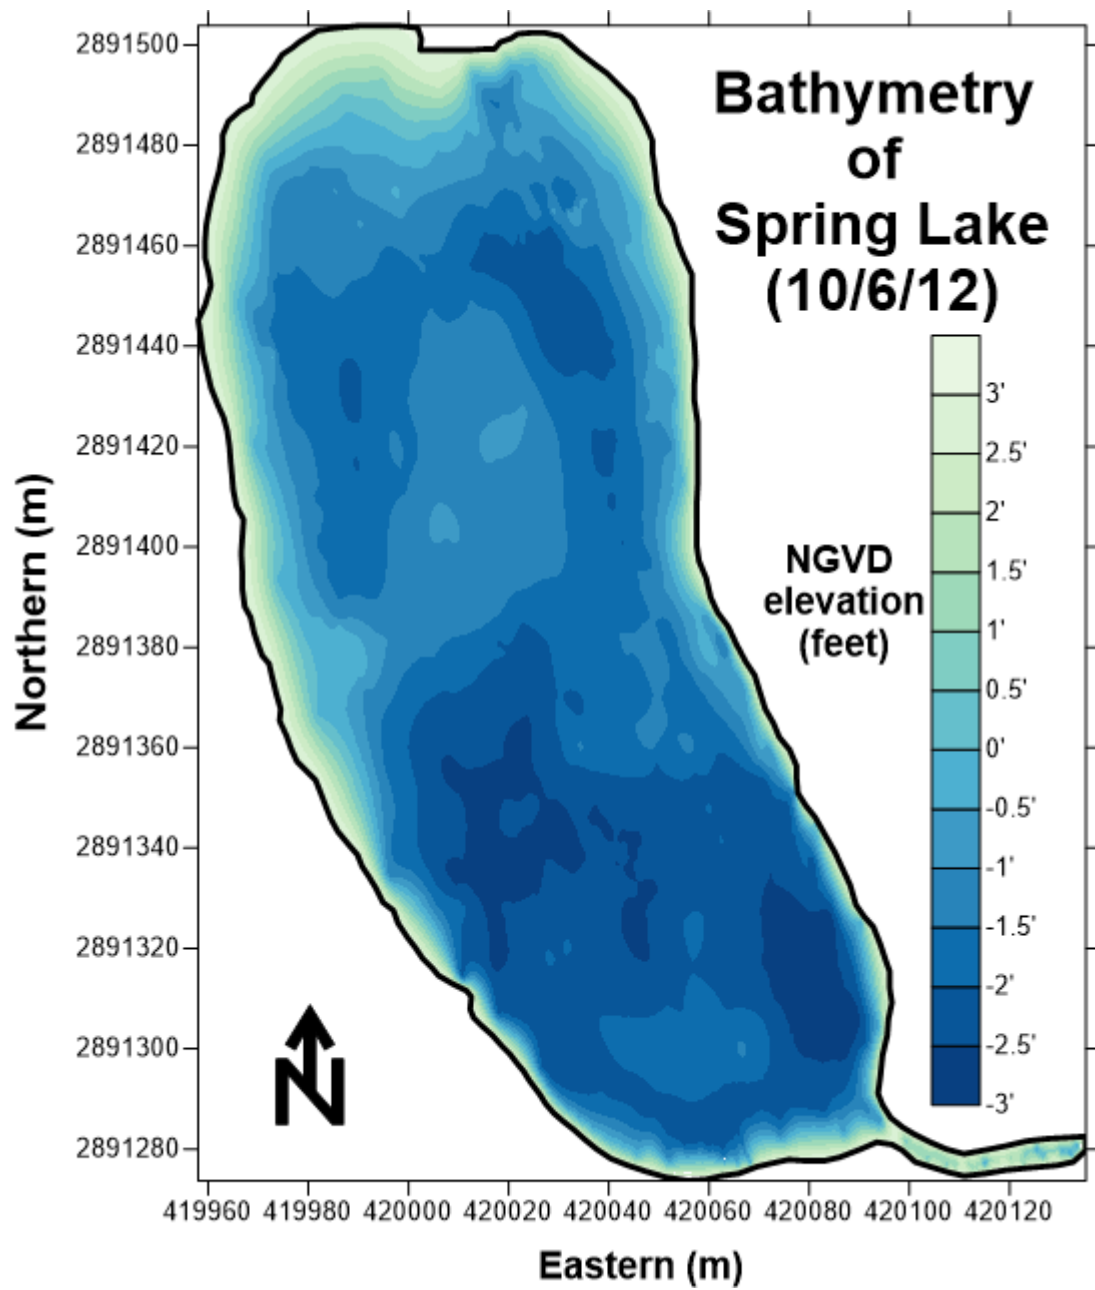 Bathymetry
of
Spring Lake
(10/6/12)
2891500
2891480
2891460
2891440
2891420
2891400
2891380
2891360
2891340
2891320
2891300
2891280
Northern (m)
NGVD
elevation
(feet)
3'
2.5'
2'
1.5'
1'
0.5'
0'
-0.5'
-1'
-1.5'
-2'
-2.5'
-3'
N
419960 419980 420000 420020 420040 420060 420080 420100 420120
Eastern (m)